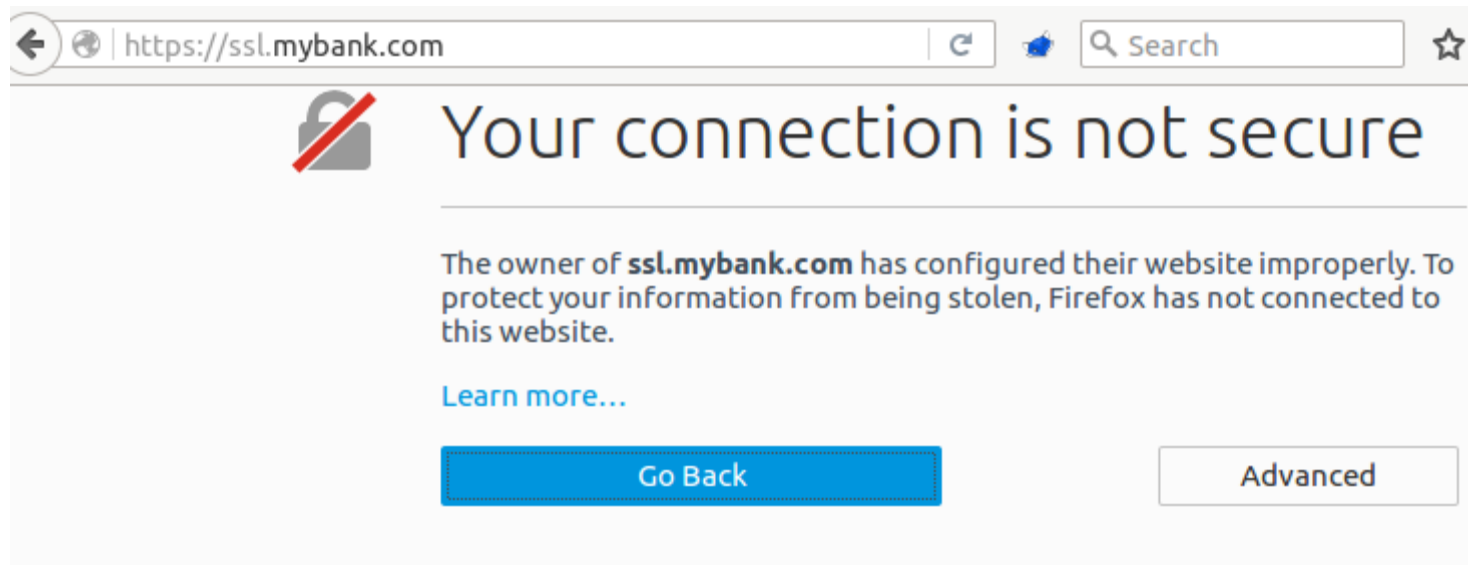 https://ssl.mybank.com
Search
Your connection is not secure
The owner of ssl.mybank.com has configured their website improperly. To
protect your information from being stolen, Firefox has not connected to
this website.
Learn more…
Go Back
Advanced